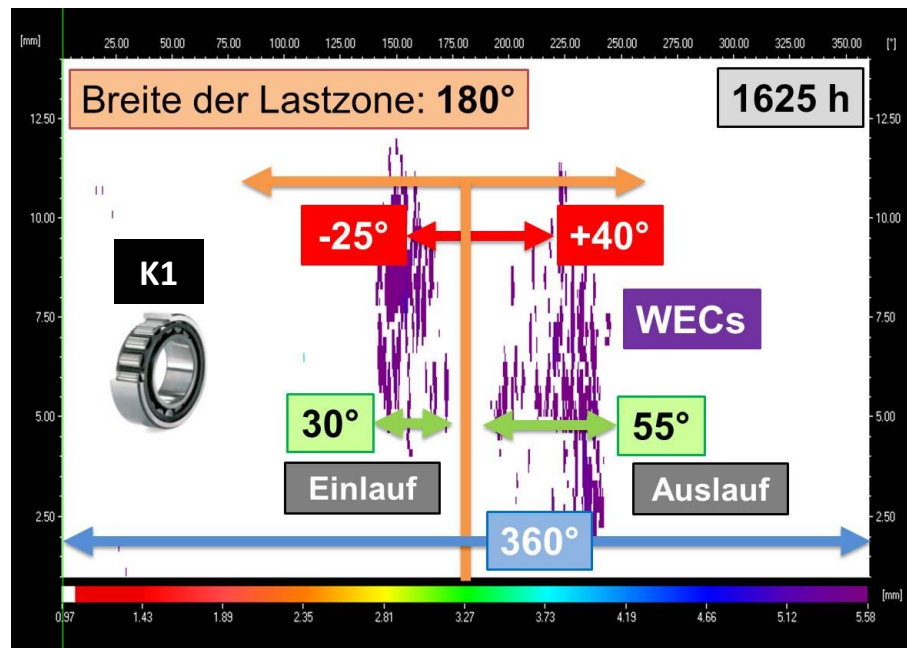 [mm] 25.00 50.00 75.00 100.00 125.00 150.00 175.00 200.00 225.00 250.00 275.00 300.00 325.00 350.00 [°]
Breite der Lastzone: 180°
1625 h
12.50 12.50
10.00 10.00
-25° +40°
K1
7.50 7.50
WECs
5.00 5.00
30° 55°
Einlauf Auslauf
2.50 2.50
360°
[mm]
0.97 1.43 1.89 2.35 2.81 3.27 3.73 4.19 4.66 5.12 5.58